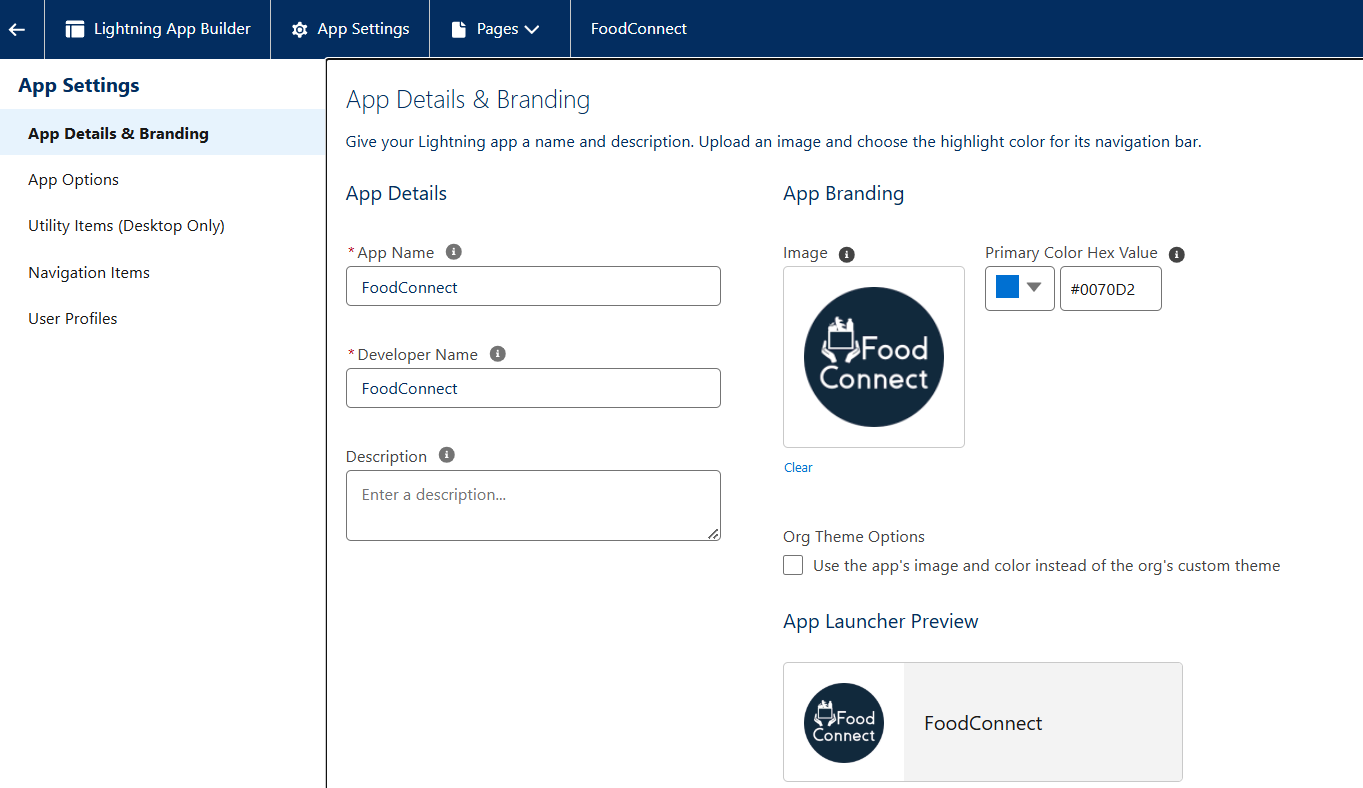 Lightning App Builder
App Settings
Pages
FoodConnect
App Settings
App Details & Branding
App Options
Utility Items (Desktop Only)
Navigation Items
User Profiles
App Details & Branding
Give your Lightning app a name and description. Upload an image and choose the highlight color for its navigation bar.
App Details
*App Name
FoodConnect
*Developer Name
FoodConnect
Description
Enter a description...
App Branding
Image
Food
Connect
Clear
Primary Color Hex Value
#0070D2
Org Theme Options
Use the app's image and color instead of the org's custom theme
App Launcher Preview
Food
Connect
FoodConnect